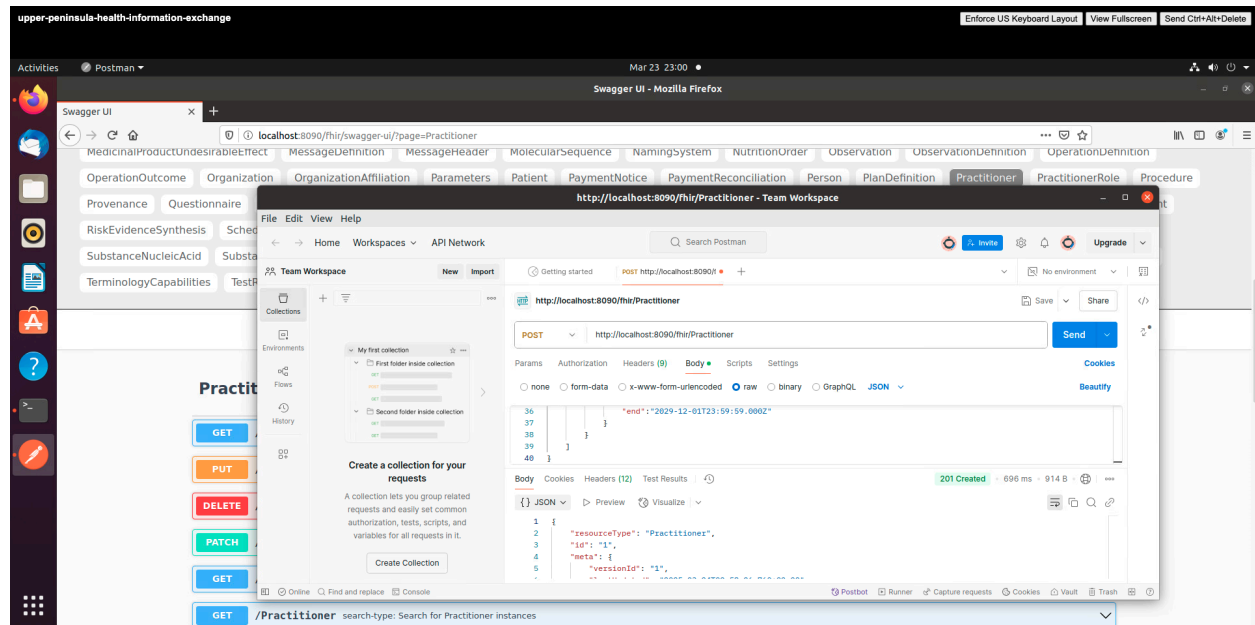 upper-peninsula-health-information-exchange
Enforce US Keyboard Layout View Fullscreen Send Ctrl+Alt+Delete
Activities Postman Mar 23 23:00
Swagger UI - Mozilla Firefox
Swagger UI
localhost:8090/fhir/swagger-ui/?page=Practitioner
MedicinalProductUndesirableEffect MessageDefinition MessageHeader MolecularSequence NamingSystem NutritionOrder Observation ObservationDefinition OperationDefinition
OperationOutcome Organization OrganizationAffiliation Parameters Patient PaymentNotice PaymentReconciliation Person PlanDefinition Practitioner PractitionerRole Procedure
Provenance Questionnaire
RiskEvidenceSynthesis Sched
SubstanceNucleicAcid Substa
TerminologyCapabilities TestR
Practit
GET
PUT
DELETE
PATCH
GET
GET /Practitioner search-type: Search for Practitioner instances
http://localhost:8090/fhir/Practitioner - Team Workspace
File Edit View Help
Home Workspaces API Network Search Postman Invite Upgrade
Team Workspace New Import Getting started POST http://localhost:8090/f No environment
Collections
Environments
Flows
History
My first collection
First folder inside collection
Second folder inside collection
Create a collection for your
requests
A collection lets you group related
requests and easily set common
authorization, tests, scripts, and
variables for all requests in it.
Create Collection
http://localhost:8090/fhir/Practitioner Save Share
POST http://localhost:8090/fhir/Practitioner Send
Params Authorization Headers (9) Body Scripts Settings Cookies
none form-data x-www-form-urlencoded raw binary GraphQL JSON Beautify
36 "end":"2029-12-01T23:59:59.000Z"
37 }
38 }
39 ]
40 }
Body Cookies Headers (12) Test Results 201 Created 696 ms 914 B
{} JSON Preview Visualize
1 {
2 "resourceType": "Practitioner",
3 "id": "1",
4 "meta": {
5 "versionId": "1",
Online Find and replace Console Postbot Runner Capture requests Cookies Vault Trash